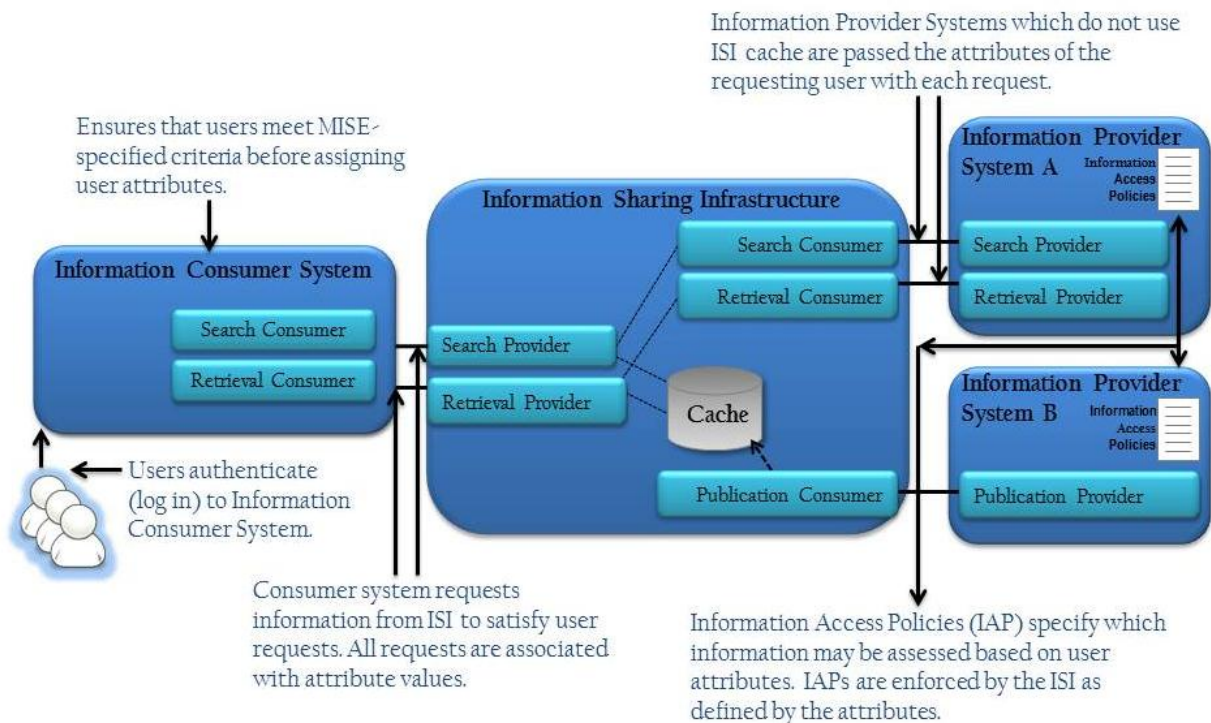 Information Provider Systems which do not use
ISI cache are passed the attributes of the
requesting user with each request.
Ensures that users meet MISE-
specified criteria before assigning
user attributes.
Information Provider
System A
Information
Access
Policies
Information Sharing Infrastructure
Search Consumer
Search Provider
Information Consumer System
Retrieval Consumer
Retrieval Provider
Search Consumer
Search Provider
Retrieval Consumer
Retrieval Provider
Information Provider
System B
Information
Access
Policies
Cache
Users authenticate
(log in) to Information
Consumer System.
Publication Consumer
Publication Provider
Consumer system requests
information from ISI to satisfy user
requests. All requests are associated
with attribute values.
Information Access Policies (IAP) specify which
information may be assessed based on user
attributes. IAPs are enforced by the ISI as
defined by the attributes.